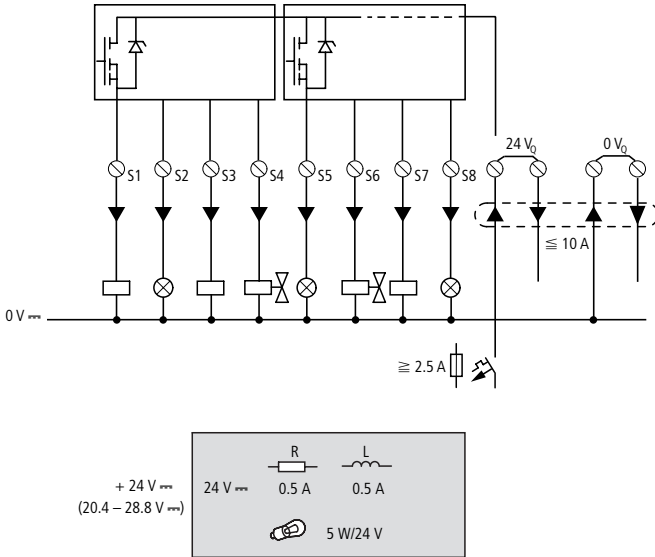 24 V_Q
0 V_Q
S1
S2
S3
S4
S5
S6
S7
S8
≦ 10 A
0 V ⎓
≧ 2.5 A
R
L
+ 24 V ⎓
24 V ⎓
0.5 A
0.5 A
(20.4 – 28.8 V ⎓)
5 W/24 V